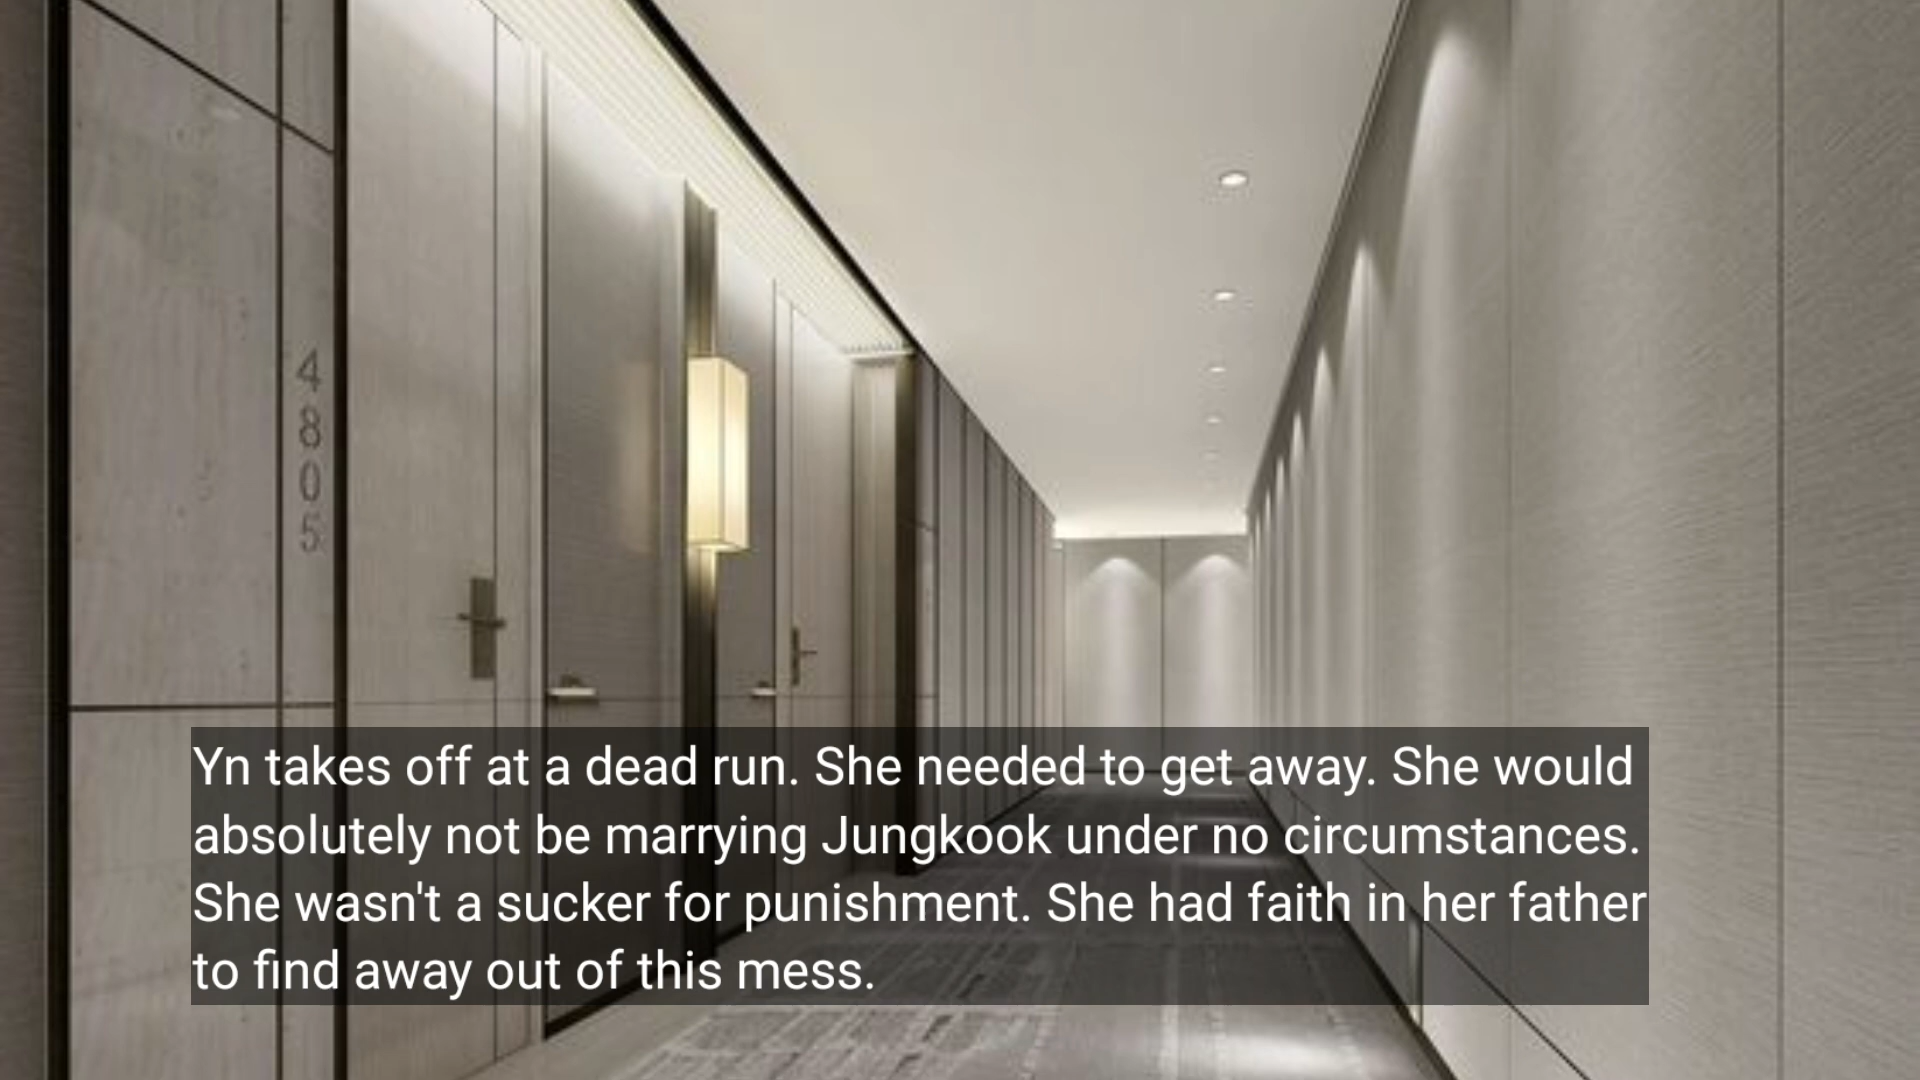 4805
Yn takes off at a dead run. She needed to get away. She would
absolutely not be marrying Jungkook under no circumstances.
She wasn't a sucker for punishment. She had faith in her father
to find away out of this mess.